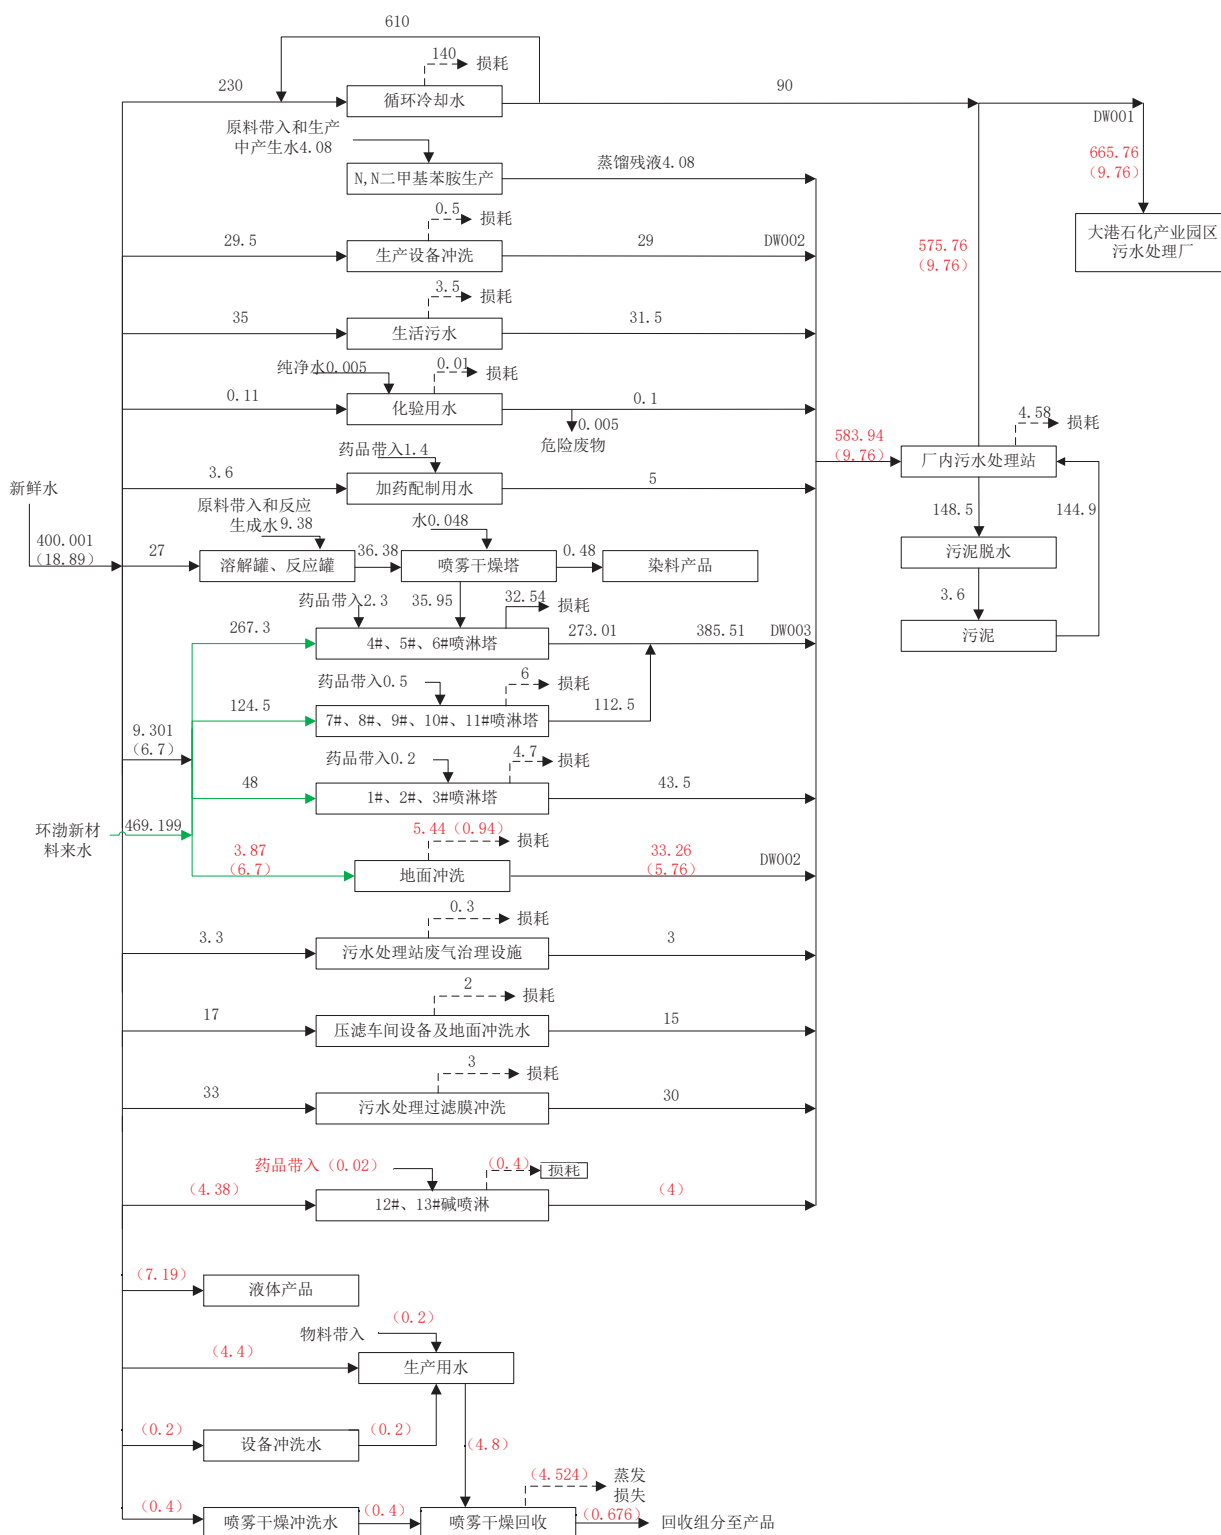 610
140
损耗
230
循环冷却水
90
DW001
原料带入和生产
中产生水4.08
N,N二甲基苯胺生产
蒸馏残液4.08
665.76
(9.76)
大港石化产业园区
污水处理厂
0.5
损耗
29.5
生产设备冲洗
29
DW002
575.76
(9.76)
3.5
损耗
35
生活污水
31.5
纯净水0.005
0.01
损耗
0.11
化验用水
0.1
0.005
危险废物
583.94
(9.76)
4.58
损耗
厂内污水处理站
药品带入1.4
3.6
加药配制用水
5
148.5
144.9
新鲜水
400.001
(18.89)
原料带入和反应
生成水9.38
水0.048
27
溶解罐、反应罐
36.38
喷雾干燥塔
0.48
染料产品
污泥脱水
3.6
污泥
药品带入2.3
35.95
32.54
损耗
267.3
4#、5#、6#喷淋塔
273.01
385.51
DW003
药品带入0.5
6
损耗
124.5
7#、8#、9#、10#、11#喷淋塔
112.5
9.301
(6.7)
药品带入0.2
4.7
损耗
48
1#、2#、3#喷淋塔
43.5
环渤新材
料来水
469.199
5.44（0.94）
损耗
3.87
(6.7)
地面冲洗
33.26
(5.76)
DW002
0.3
损耗
3.3
污水处理站废气治理设施
3
2
损耗
17
压滤车间设备及地面冲洗水
15
3
损耗
33
污水处理过滤膜冲洗
30
药品带入（0.02）
(0.4)
损耗
(4.38)
12#、13#碱喷淋
(4)
（7.19）
液体产品
物料带入
（0.2）
(4.4)
生产用水
(0.2)
设备冲洗水
(0.2)
(4.8)
(4.524)
蒸发
损失
(0.4)
喷雾干燥冲洗水
(0.4)
喷雾干燥回收
(0.676)
回收组分至产品